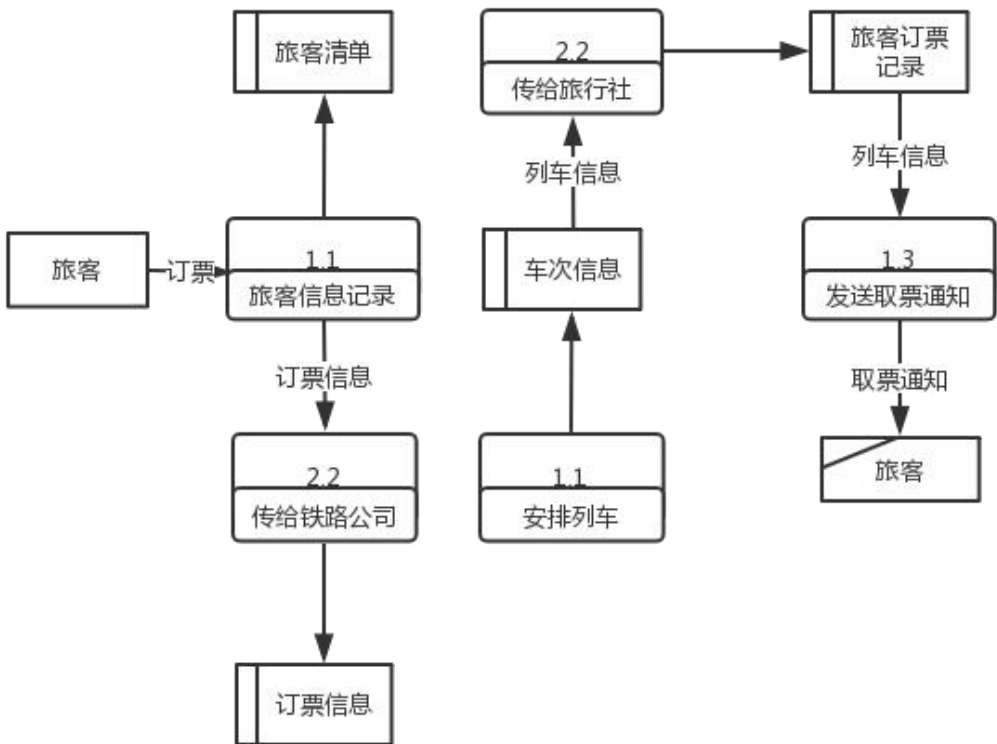 旅客清单
旅客
订票
1.1
旅客信息记录
订票信息
2.2
传给铁路公司
订票信息
2.2
传给旅行社
列车信息
车次信息
1.1
安排列车
旅客订票
记录
列车信息
1.3
发送取票通知
取票通知
旅客